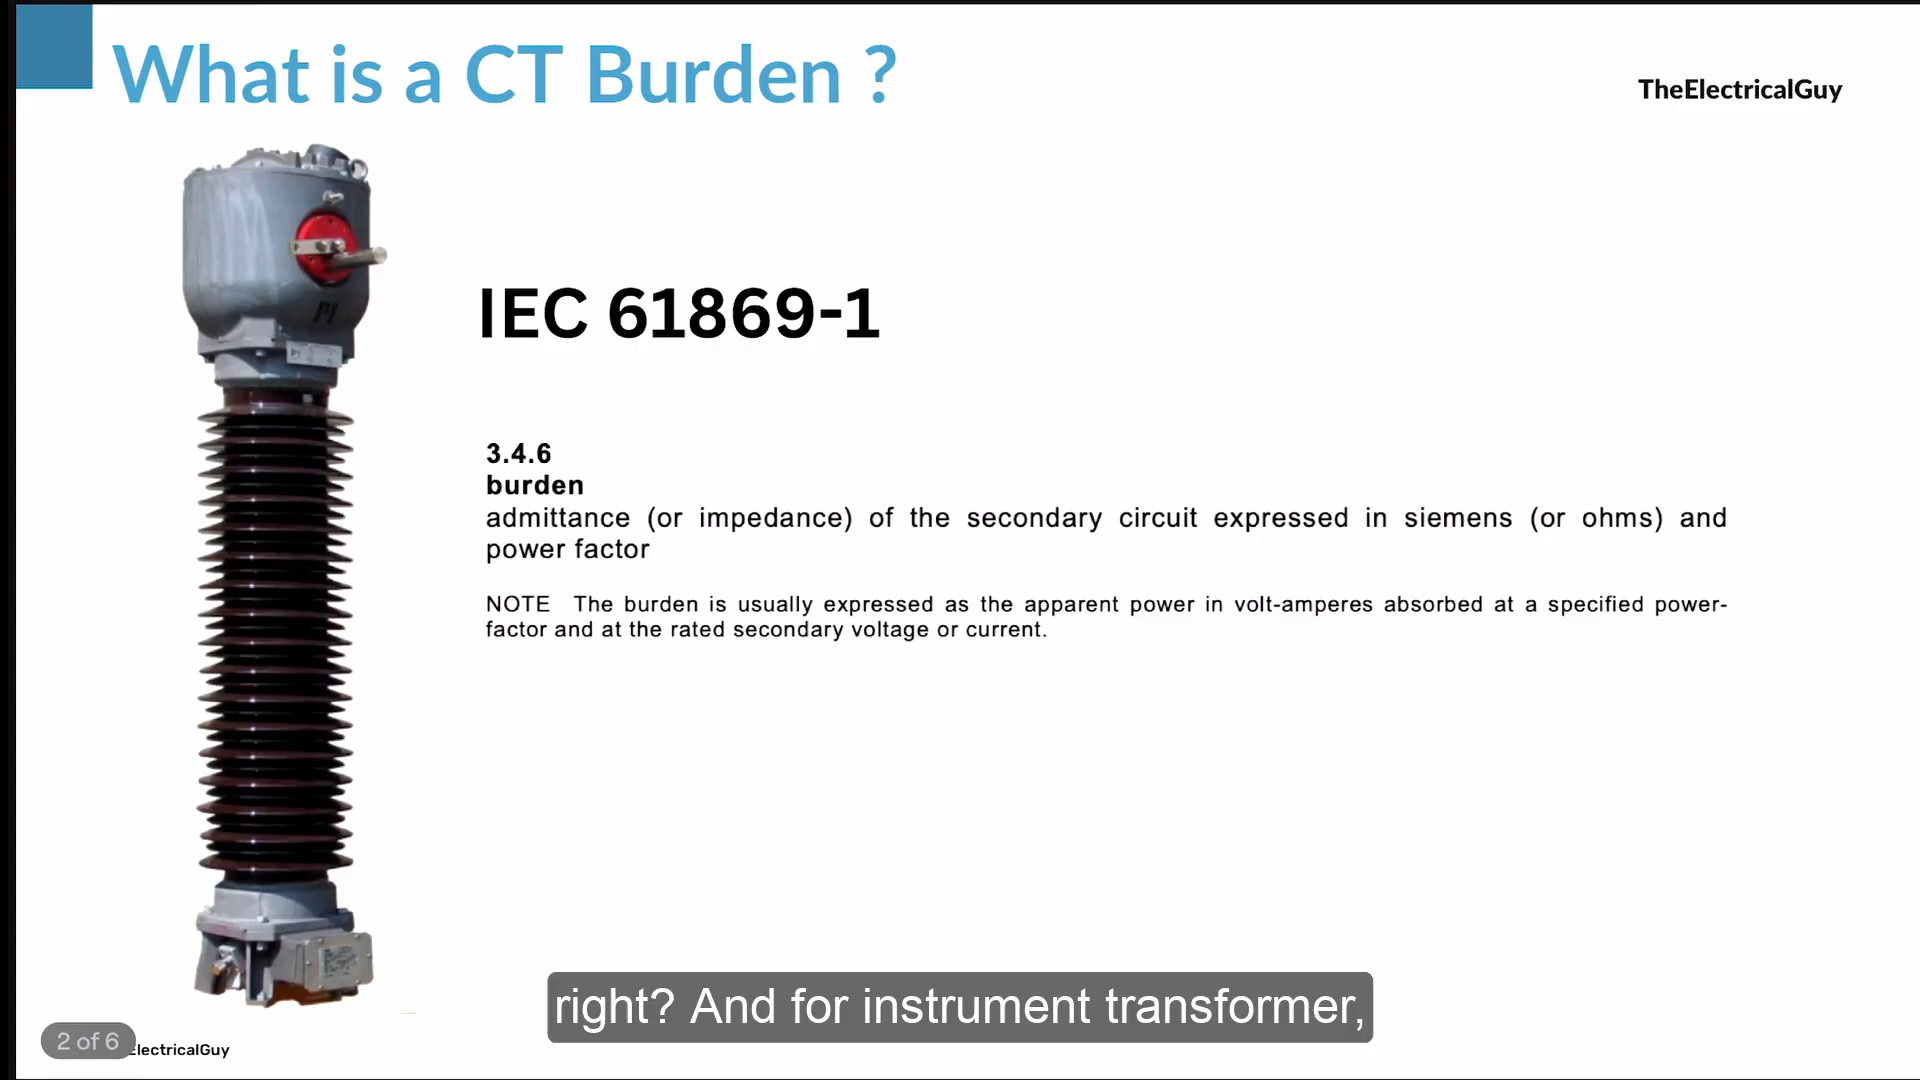 What is a CT Burden ?
TheElectricalGuy
IEC 61869-1
3.4.6
burden
admittance (or impedance) of the secondary circuit expressed in siemens (or ohms) and
power factor
NOTE The burden is usually expressed as the apparent power in volt-amperes absorbed at a specified power-
factor and at the rated secondary voltage or current.
P1
right? And for instrument transformer,
2 of 6
ElectricalGuy